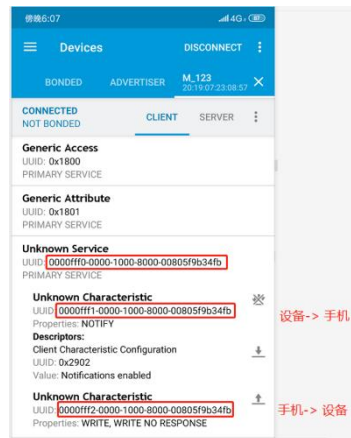 傍晚6:07
4G
Devices DISCONNECT
BONDED ADVERTISER M_123
20:19:07:23:08:57
CONNECTED
NOT BONDED
CLIENT SERVER
Generic Access
UUID: 0x1800
PRIMARY SERVICE
Generic Attribute
UUID: 0x1801
PRIMARY SERVICE
Unknown Service
UUID: 0000fff0-0000-1000-8000-00805f9b34fb
PRIMARY SERVICE
Unknown Characteristic
UUID: 0000fff1-0000-1000-8000-00805f9b34fb
Properties: NOTIFY
设备-> 手机
Descriptors:
Client Characteristic Configuration
UUID: 0x2902
Value: Notifications enabled
Unknown Characteristic
UUID: 0000fff2-0000-1000-8000-00805f9b34fb
手机-> 设备
Properties: WRITE, WRITE NO RESPONSE